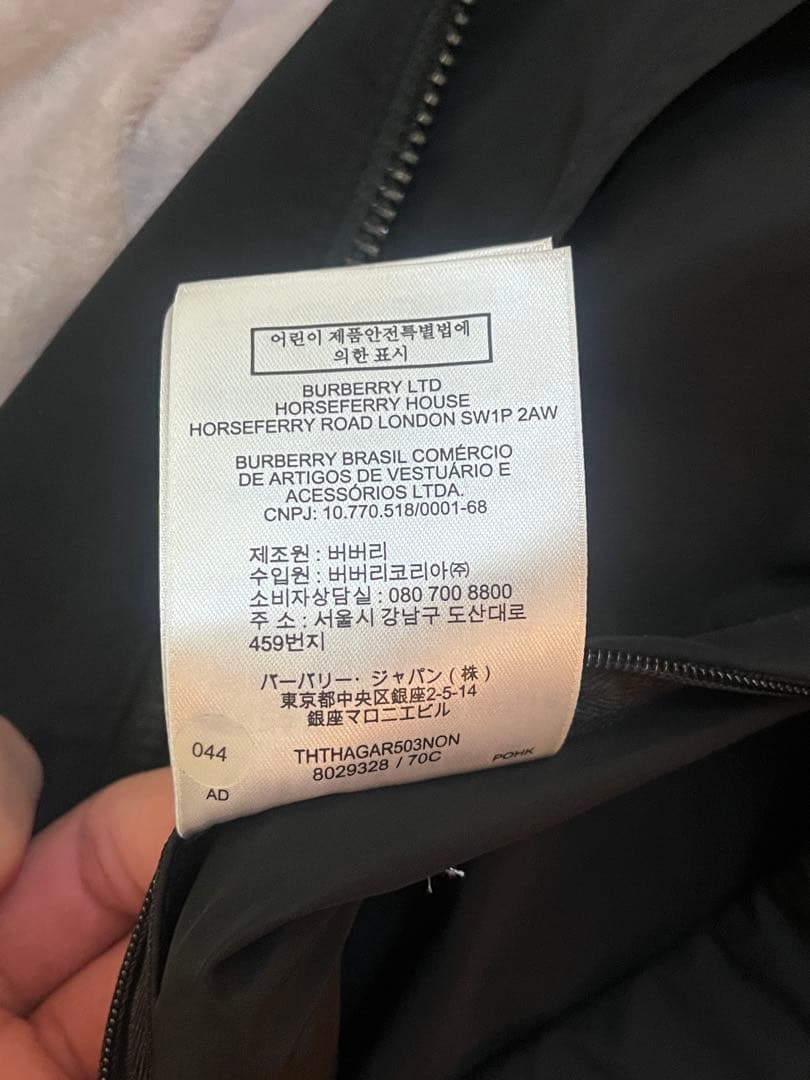 어린이 제품안전특별법에
의한 표시
BURBERRY LTD
HORSEFERRY HOUSE
HORSEFERRY ROAD LONDON SW1P 2AW
BURBERRY BRASIL COMÉRCIO
DE ARTIGOS DE VESTUÁRIO E
ACESSÓRIOS LTDA.
CNPJ: 10.770.518/0001-68
제조원 : 버버리
수입원 : 버버리코리아㈜
소비자상담실 : 080 700 8800
주 소 : 서울시 강남구 도산대로
459번지
バーバリー・ジャパン ( 株 )
東京都中央区銀座2-5-14
銀座マロニエビル
044
THTHAGAR503NON
8029328 / 70C
POHK
AD